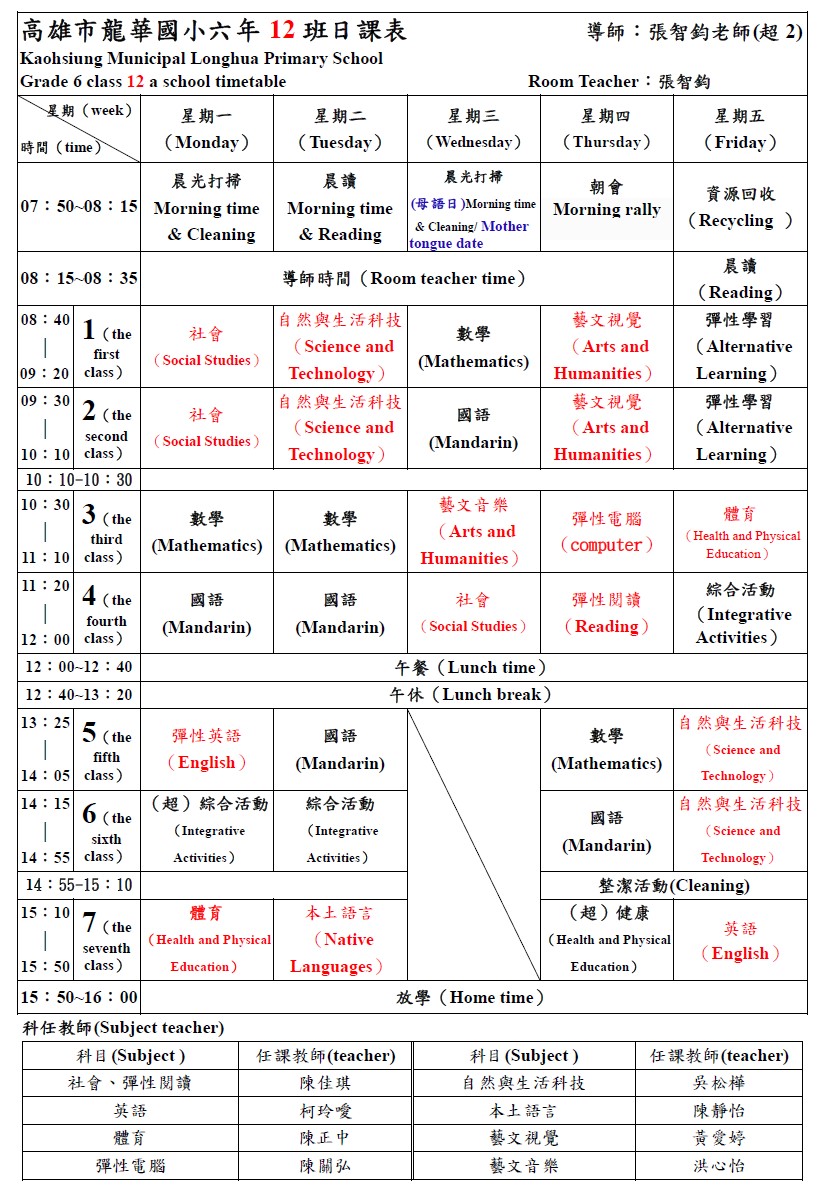 高雄市龍華國小六年 12 班日課表 導師：張智鈞老師(超 2)
Kaohsiung Municipal Longhua Primary School
Grade 6 class 12 a school timetable Room Teacher：張智鈞
星期（week）
時間（time）
星期一
（Monday）
星期二
（Tuesday）
星期三
（Wednesday）
星期四
（Thursday）
星期五
（Friday）
07：50~08：15
晨光打掃
Morning time
& Cleaning
晨讀
Morning time
& Reading
晨光打掃
(母語日)Morning time
& Cleaning/ Mother
tongue date
朝會
Morning rally
資源回收
（Recycling ）
08：15~08：35
導師時間（Room teacher time）
晨讀
（Reading）
08：40
｜
09：20
1（the
first
class）
社會
（Social Studies）
自然與生活科技
（Science and
Technology）
數學
(Mathematics)
藝文視覺
（Arts and
Humanities）
彈性學習
（Alternative
Learning）
09：30
｜
10：10
2（the
second
class）
社會
（Social Studies）
自然與生活科技
（Science and
Technology）
國語
(Mandarin)
藝文視覺
（Arts and
Humanities）
彈性學習
（Alternative
Learning）
10：10-10：30
10：30
｜
11：10
3（the
third
class）
數學
(Mathematics)
數學
(Mathematics)
藝文音樂
（Arts and
Humanities）
彈性電腦
（computer）
體育
（Health and Physical
Education）
11：20
｜
12：00
4（the
fourth
class）
國語
(Mandarin)
國語
(Mandarin)
社會
（Social Studies）
彈性閱讀
（Reading）
綜合活動
（Integrative
Activities）
12：00~12：40
午餐（Lunch time）
12：40~13：20
午休（Lunch break）
13：25
｜
14：05
5（the
fifth
class）
彈性英語
（English）
國語
(Mandarin)
數學
(Mathematics)
自然與生活科技
（Science and
Technology）
14：15
｜
14：55
6（the
sixth
class）
（超）綜合活動
（Integrative
Activities）
綜合活動
（Integrative
Activities）
國語
(Mandarin)
自然與生活科技
（Science and
Technology）
14：55-15：10
整潔活動(Cleaning)
15：10
｜
15：50
7（the
seventh
class）
體育
（Health and Physical
Education）
本土語言
（Native
Languages）
（超）健康
（Health and Physical
Education）
英語
（English）
15：50~16：00
放學（Home time）
科任教師(Subject teacher)
科目(Subject ) 任課教師(teacher) 科目(Subject ) 任課教師(teacher)
社會、彈性閱讀 陳佳琪 自然與生活科技 吳松樺
英語 柯玲嬡 本土語言 陳靜怡
體育 陳正中 藝文視覺 黃愛婷
彈性電腦 陳關弘 藝文音樂 洪心怡